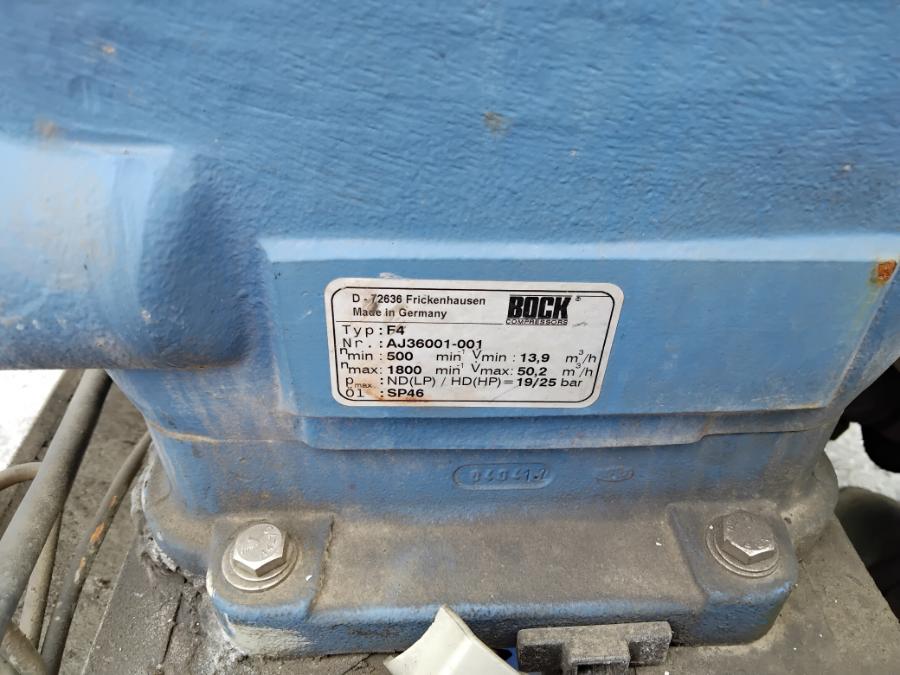 D - 72636 Frickenhausen
Made in Germany
BOCK®
COMPRESSORS
Typ : F4
Nr. : AJ36001-001
nmin : 500 min⁻¹ Vmin : 13,9 m³/h
nmax : 1800 min⁻¹ Vmax : 50,2 m³/h
pmax. : ND(LP) / HD(HP) = 19/25 bar
Öl : SP46